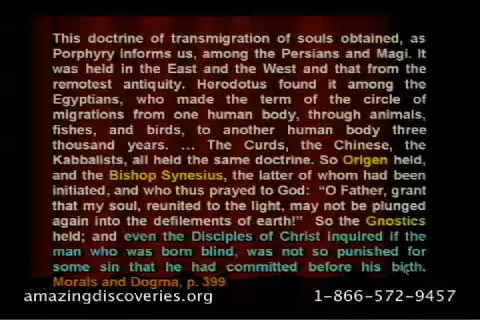 This doctrine of transmigration of souls obtained, as
Porphyry informs us, among the Persians and Magi. It
was held in the East and the West and that from the
remotest antiquity. Herodotus found it among the
Egyptians, who made the term of the circle of
migrations from one human body, through animals,
fishes, and birds, to another human body three
thousand years. ... The Curds, the Chinese, the
Kabbalists, all held the same doctrine. So Origen held,
and the Bishop Synesius, the latter of whom had been
initiated, and who thus prayed to God: "O Father, grant
that my soul, reunited to the light, may not be plunged
again into the defilements of earth!" So the Gnostics
held; and even the Disciples of Christ inquired if the
man who was born blind, was not so punished for
some sin that he had committed before his birth.
Morals and Dogma, p. 399
amazingdiscoveries.org 1-866-572-9457